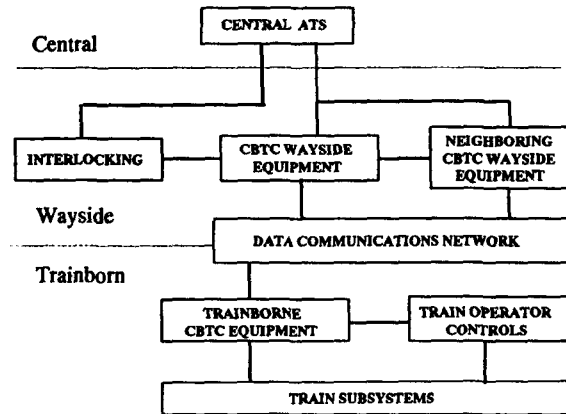 CENTRAL ATS
Central
INTERLOCKING
CBTC WAYSIDE
EQUIPMENT
NEIGHBORING
CBTC WAYSIDE
EQUIPMENT
Wayside
DATA COMMUNICATIONS NETWORK
Trainborn
TRAINBORNE
CBTC EQUIPMENT
TRAIN OPERATOR
CONTROLS
TRAIN SUBSYSTEMS